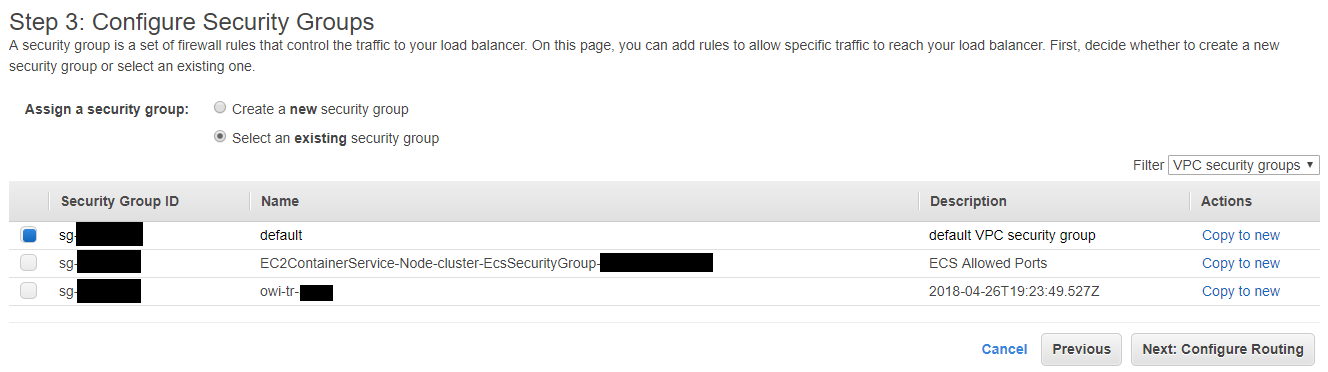 Step 3: Configure Security Groups
A security group is a set of firewall rules that control the traffic to your load balancer. On this page, you can add rules to allow specific traffic to reach your load balancer. First, decide whether to create a new
security group or select an existing one.
Assign a security group: Create a new security group
Select an existing security group
Filter VPC security groups
Security Group ID Name Description Actions
sg- default default VPC security group Copy to new
sg- EC2ContainerService-Node-cluster-EcsSecurityGroup- ECS Allowed Ports Copy to new
sg- owi-tr- 2018-04-26T19:23:49.527Z Copy to new
Cancel Previous Next: Configure Routing